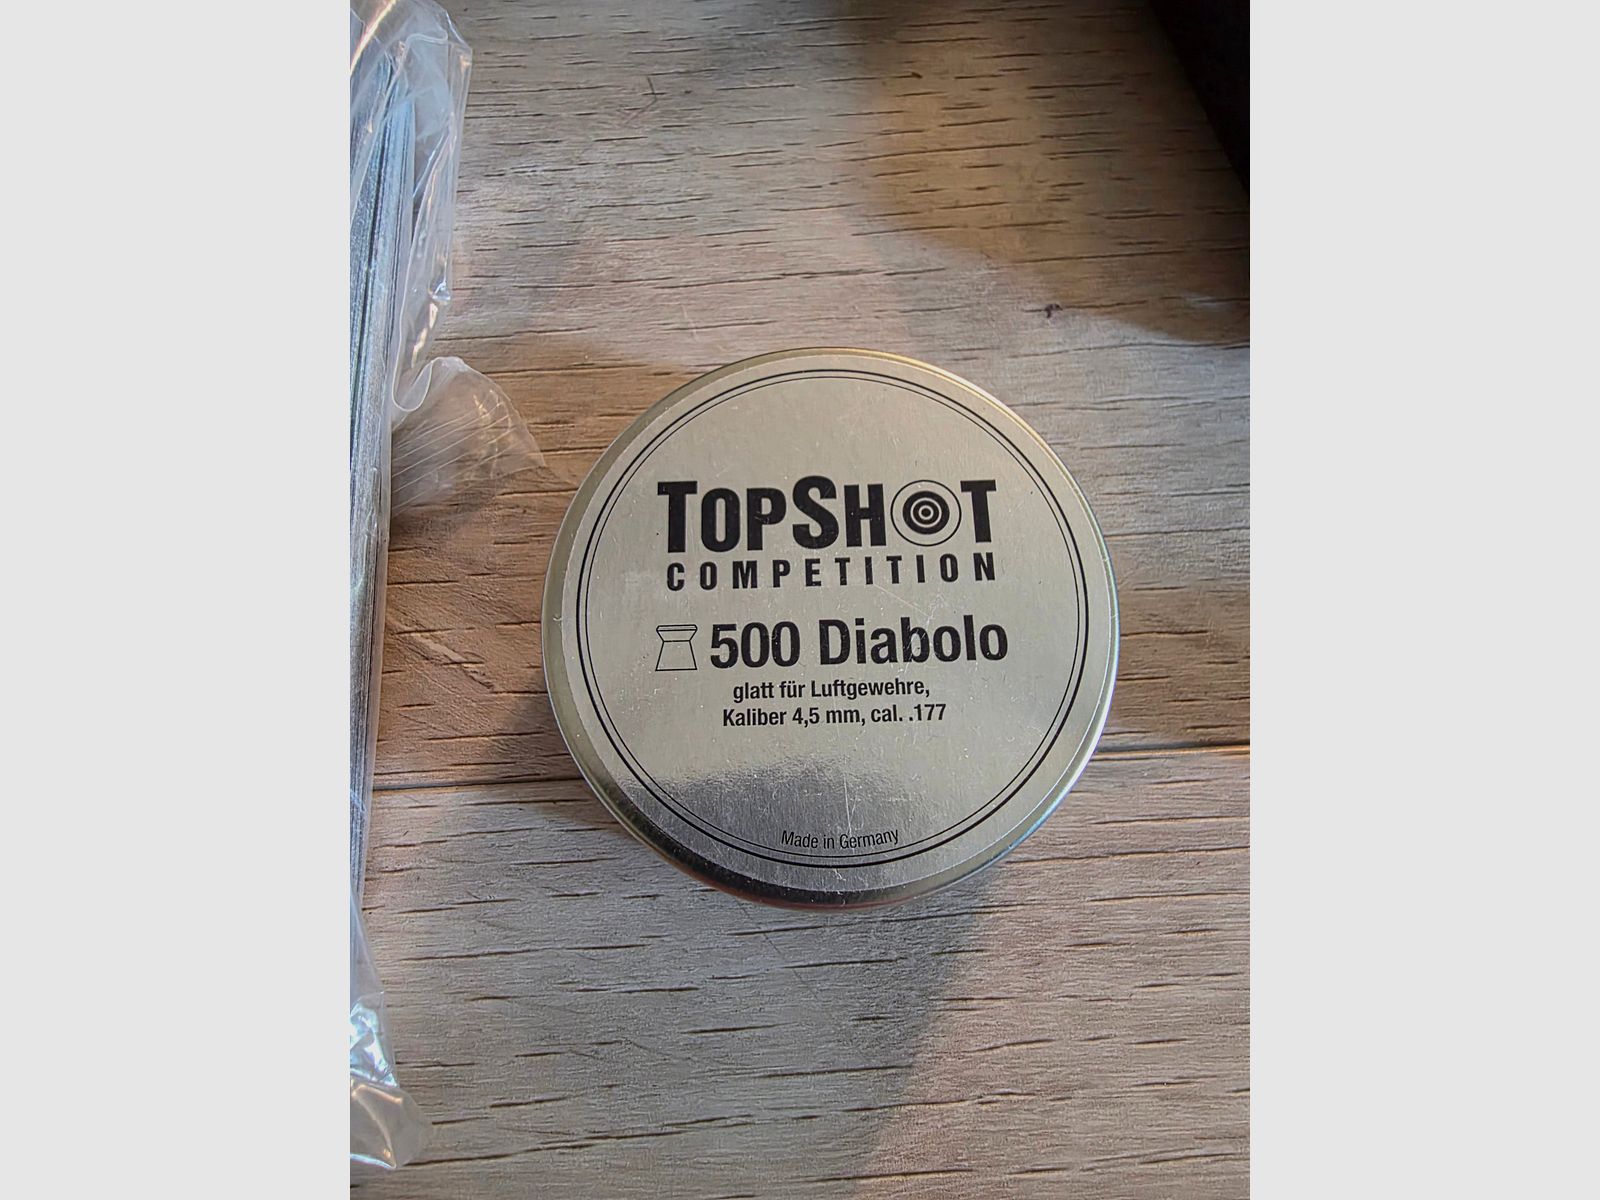 TOPSHOT
COMPETITION
500 Diabolo
glatt für Luftgewehre,
Kaliber 4,5 mm, cal. .177
Made in Germany